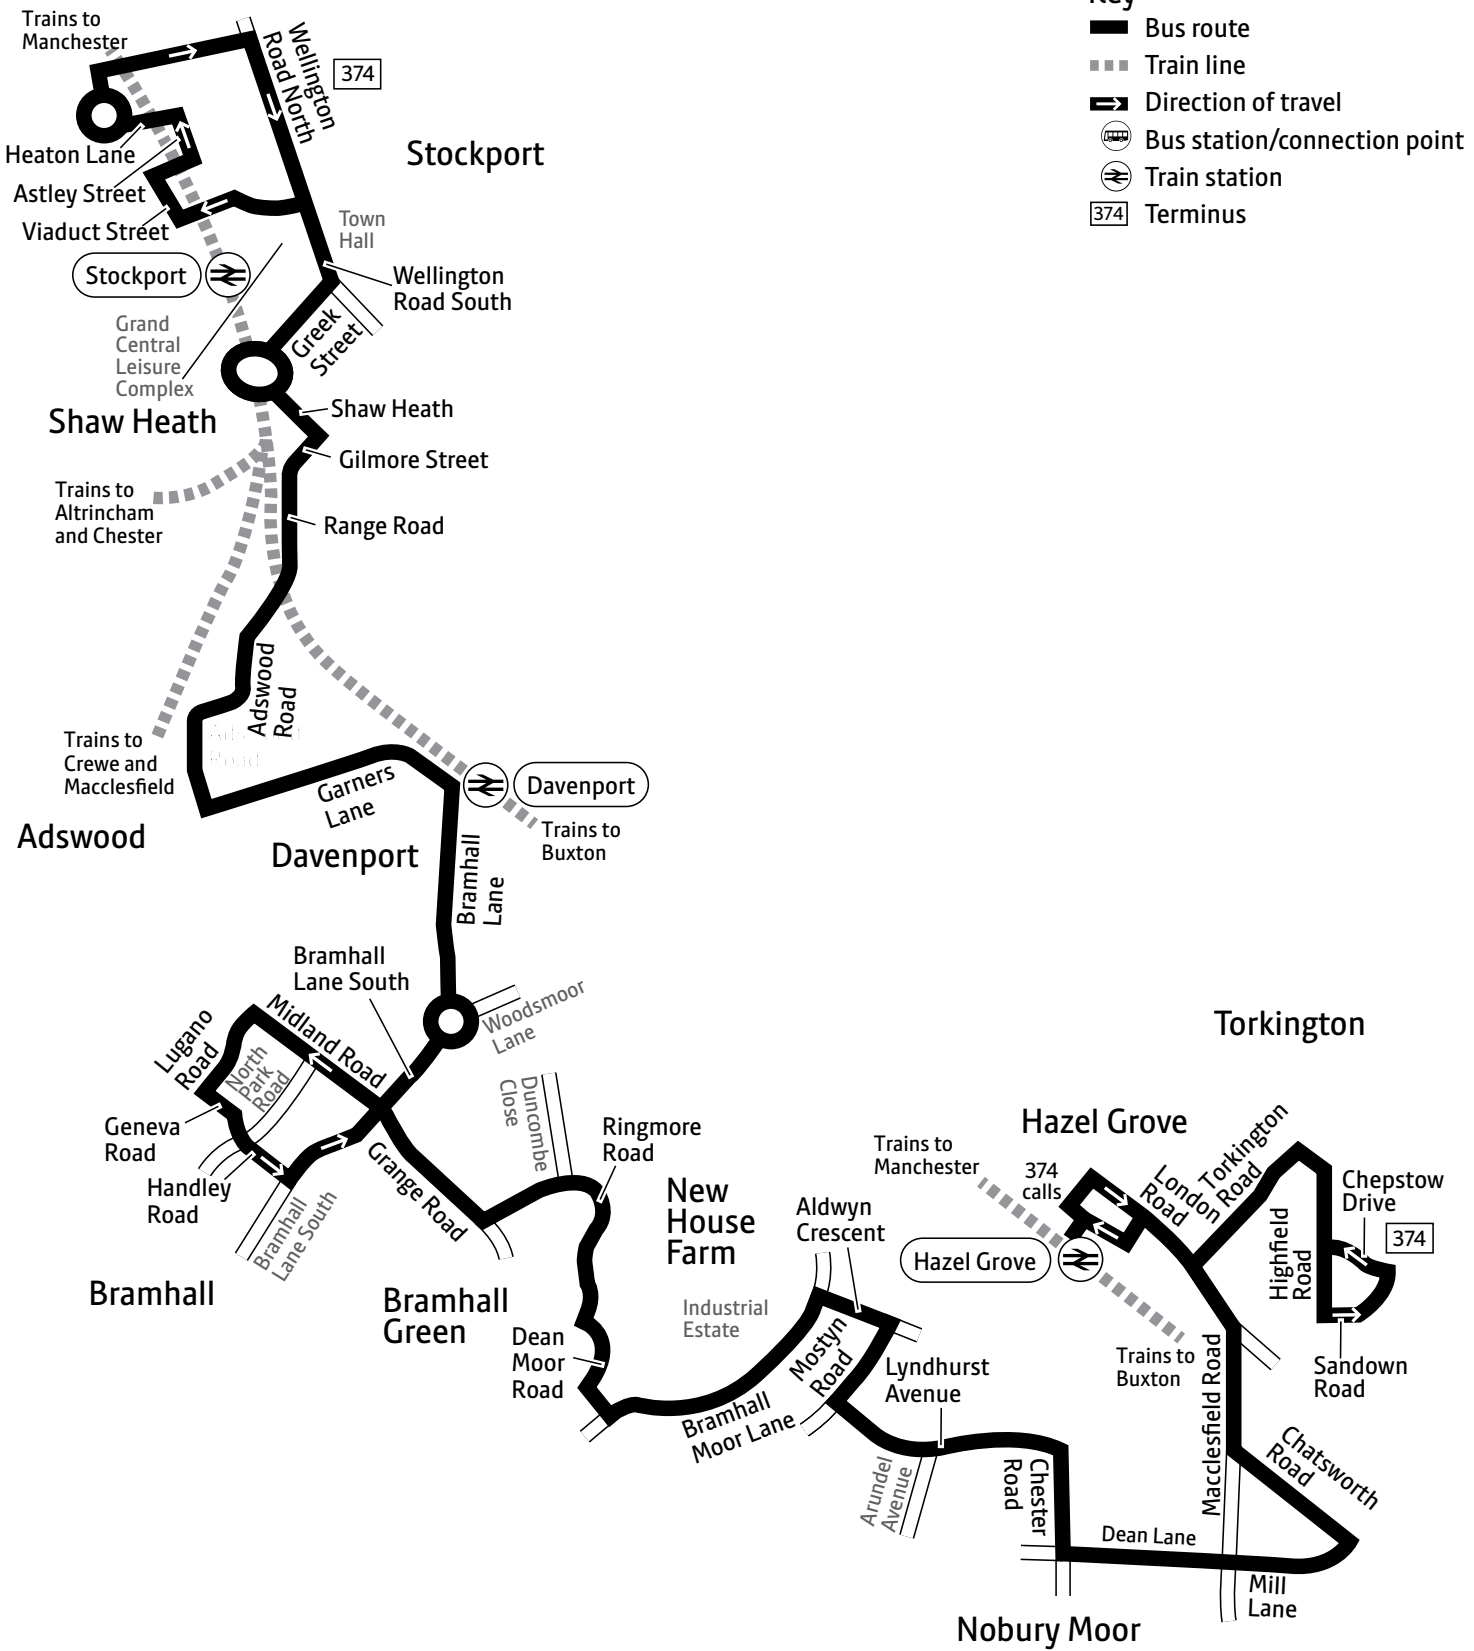 Key
Bus route
Train line
Direction of travel
Bus station/connection point
Train station
374 Terminus
Trains to
Manchester
Wellington
Road North
374
Heaton Lane
Astley Street
Viaduct Street
Stockport
Stockport
Town
Hall
Wellington
Road South
Grand
Central
Leisure
Complex
Greek
Street
Shaw Heath
Shaw Heath
Gilmore Street
Trains to
Altrincham
and Chester
Range Road
Adswood
Road
Trains to
Crewe and
Macclesfield
Adswood
Garners
Lane
Davenport
Davenport
Trains to
Buxton
Bramhall
Lane
Bramhall
Lane South
Woodsmoor
Lane
Midland Road
Lugano
Road
North
Park
Road
Geneva
Road
Handley
Road
Bramhall
Lane South
Bramhall
Grange Road
Duncombe
Close
Ringmore
Road
Bramhall
Green
Dean
Moor
Road
New
House
Farm
Industrial
Estate
Aldwyn
Crescent
Mostyn
Road
Bramhall
Moor Lane
Lyndhurst
Avenue
Arundel
Avenue
Chester
Road
Dean Lane
Nobury Moor
Mill
Lane
Chatsworth
Road
Macclesfield Road
Trains to
Manchester
Hazel Grove
374
calls
Hazel Grove
Trains to
Buxton
London
Road
Torkington
Road
Torkington
Highfield
Road
Chepstow
Drive
374
Sandown
Road